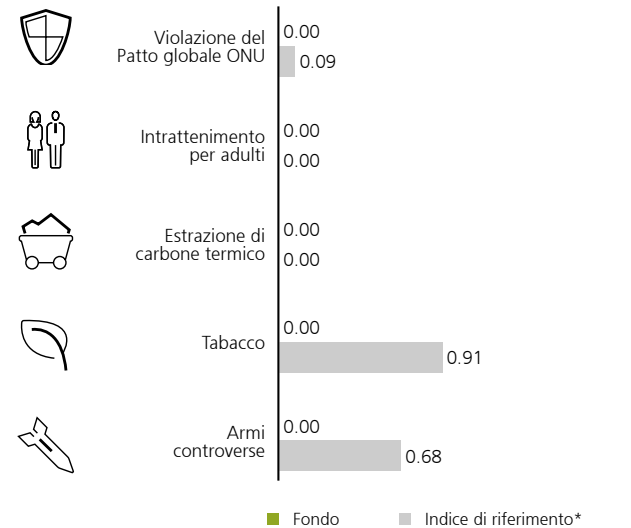 Violazione del
Patto globale ONU
0.00
0.09
Intrattenimento
per adulti
0.00
0.00
Estrazione di
carbone termico
0.00
0.00
Tabacco
0.00
0.91
Armi
controverse
0.00
0.68
Fondo
Indice di riferimento*